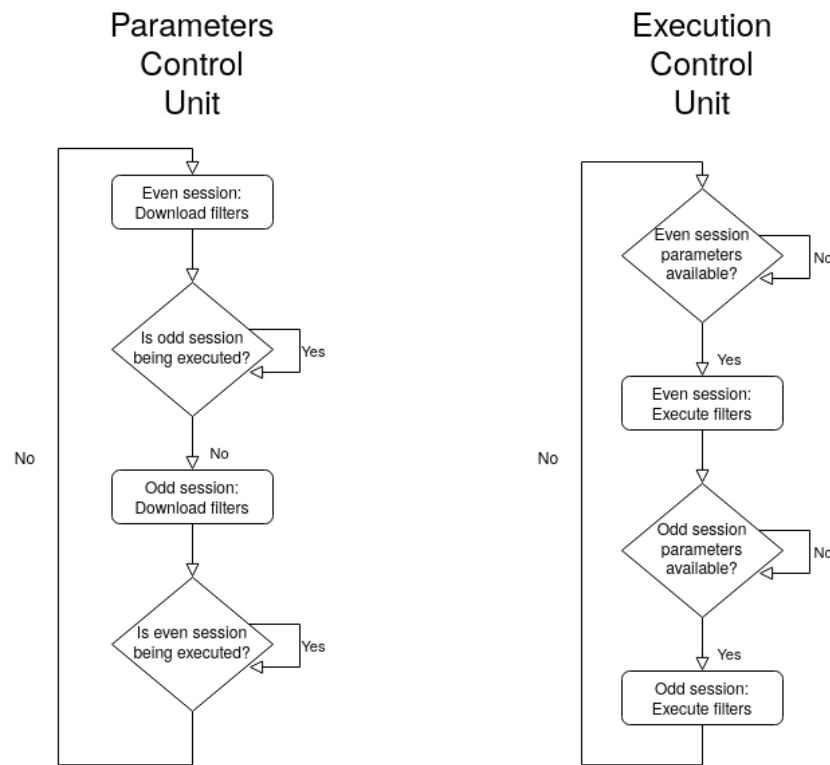 Parameters
Control
Unit
Even session:
Download filters
Is odd session
being executed?
Yes
No
No
Odd session:
Download filters
Is even session
being executed?
Yes
Execution
Control
Unit
Even session
parameters
available?
No
Yes
Even session:
Execute filters
No
Odd session
parameters
available?
No
Yes
Odd session:
Execute filters